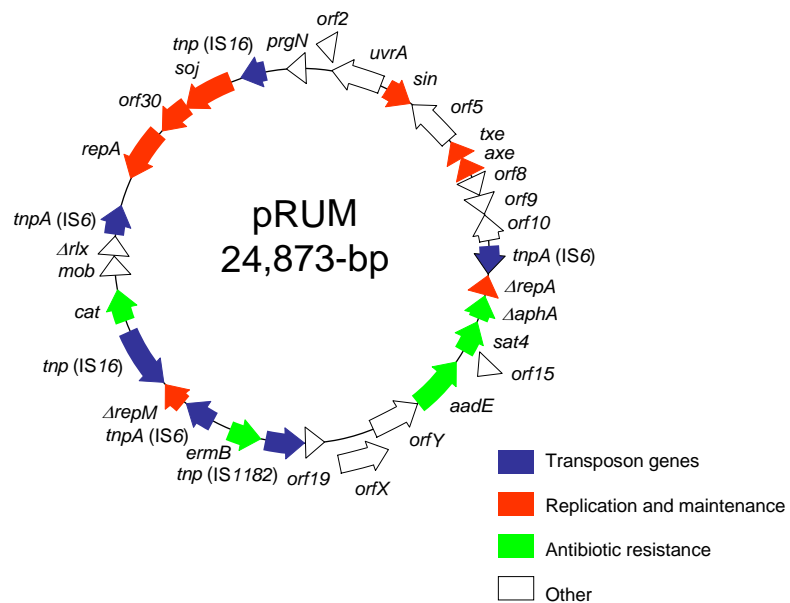 orf2
prgN
tnp (IS16)
uvrA
soj
sin
orf30
orf5
txe
repA
axe
orf8
orf9
pRUM
orf10
tnpA (IS6)
24,873-bp
tnpA (IS6)
Δrlx
mob
ΔrepA
cat
ΔaphA
sat4
tnp (IS16)
orf15
aadE
ΔrepM
tnpA (IS6)
orfY
ermB
tnp (IS1182)
orf19
orfX
Transposon genes
Replication and maintenance
Antibiotic resistance
Other